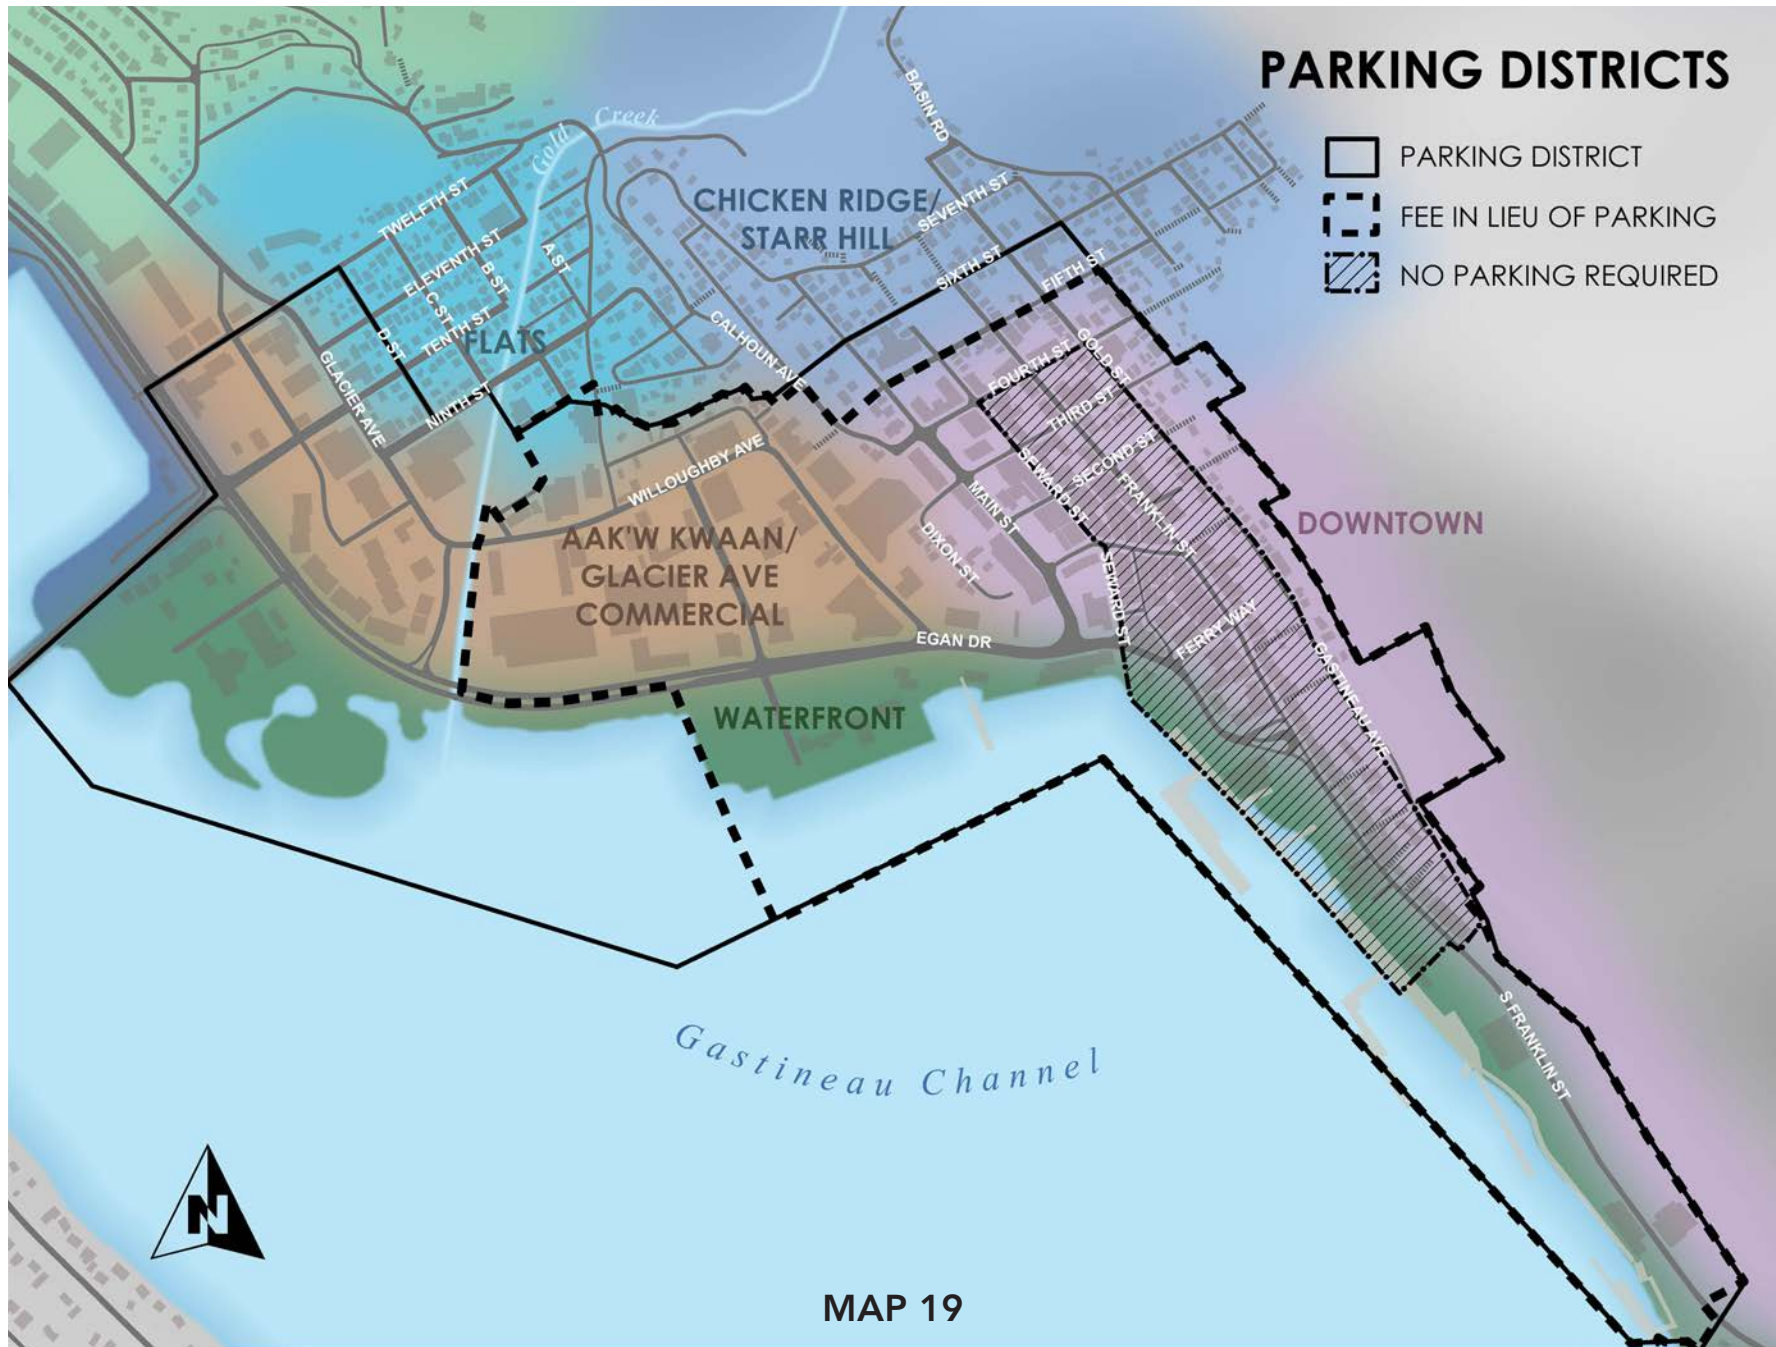 PARKING DISTRICTS
PARKING DISTRICT
FEE IN LIEU OF PARKING
NO PARKING REQUIRED
BASIN RD
Gold Creek
CHICKEN RIDGE/
STARR HILL
SEVENTH ST
TWELFTH ST
ELEVENTH ST
A ST
B ST
C ST
D ST
TENTH ST
FLATS
NINTH ST
GLACIER AVE
CALHOUN AVE
SIXTH ST
FIFTH ST
GOLD ST
FOURTH ST
THIRD ST
SECOND ST
SEWARD ST
FRANKLIN ST
MAIN ST
DIXON ST
WILLOUGHBY AVE
AAK'W KWAAN/
GLACIER AVE
COMMERCIAL
DOWNTOWN
SEWARD ST
FERRY WAY
EGAN DR
GASTINEAU AVE
WATERFRONT
S FRANKLIN ST
Gastineau Channel
N
MAP 19